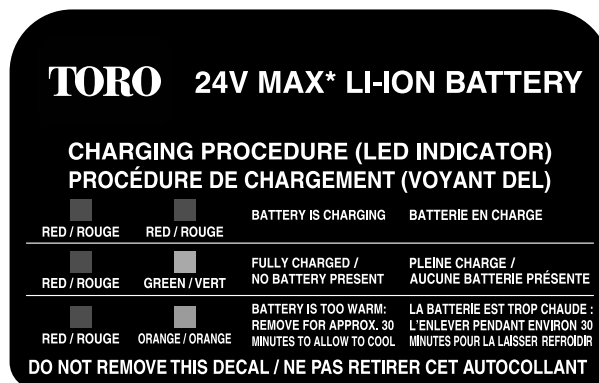 TORO 24V MAX* LI-ION BATTERY
CHARGING PROCEDURE (LED INDICATOR)
PROCÉDURE DE CHARGEMENT (VOYANT DEL)
RED / ROUGE RED / ROUGE BATTERY IS CHARGING BATTERIE EN CHARGE
FULLY CHARGED / PLEINE CHARGE /
RED / ROUGE GREEN / VERT NO BATTERY PRESENT AUCUNE BATTERIE PRÉSENTE
BATTERY IS TOO WARM: LA BATTERIE EST TROP CHAUDE :
REMOVE FOR APPROX. 30 L'ENLEVER PENDANT ENVIRON 30
RED / ROUGE ORANGE / ORANGE MINUTES TO ALLOW TO COOL MINUTES POUR LA LAISSER REFROIDIR
DO NOT REMOVE THIS DECAL / NE PAS RETIRER CET AUTOCOLLANT